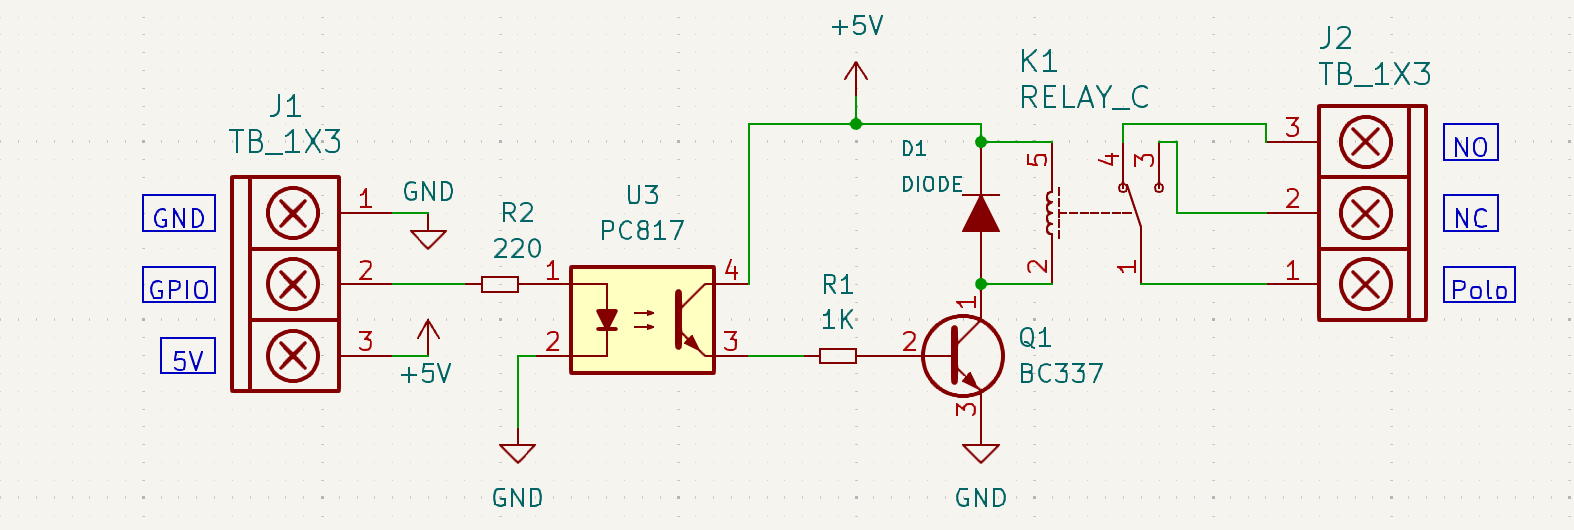 +5V
J2
TB_1X3
K1
RELAY_C
J1
TB_1X3
3
NO
D1
DIODE
5
4
3
GND
1
GND
U3
PC817
R2
220
2
NC
GPIO
2
1
4
2
1
1
Polo
R1
1K
1
5V
3
+5V
2
3
2
Q1
BC337
3
GND
GND